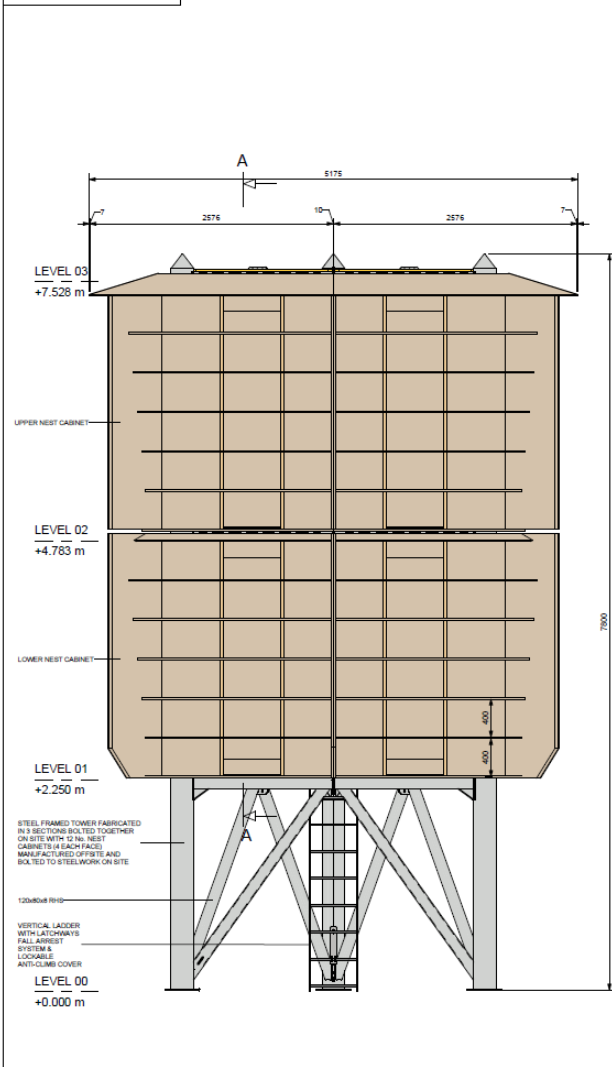 A
5175
7
2576
10
2576
7
LEVEL 03
+7.528 m
UPPER NEST CABINET
LEVEL 02
+4.783 m
7800
LOWER NEST CABINET
400
400
LEVEL 01
+2.250 m
A
STEEL FRAMED TOWER FABRICATED
IN 3 SECTIONS BOLTED TOGETHER
ON SITE WITH 12 No. NEST
CABINETS (4 EACH FACE)
MANUFACTURED OFFSITE AND
BOLTED TO STEELWORK ON SITE
120x80x8 RHS
VERTICAL LADDER
WITH LATCHWAYS
FALL ARREST
SYSTEM &
LOCKABLE
ANTI-CLIMB COVER
LEVEL 00
+0.000 m